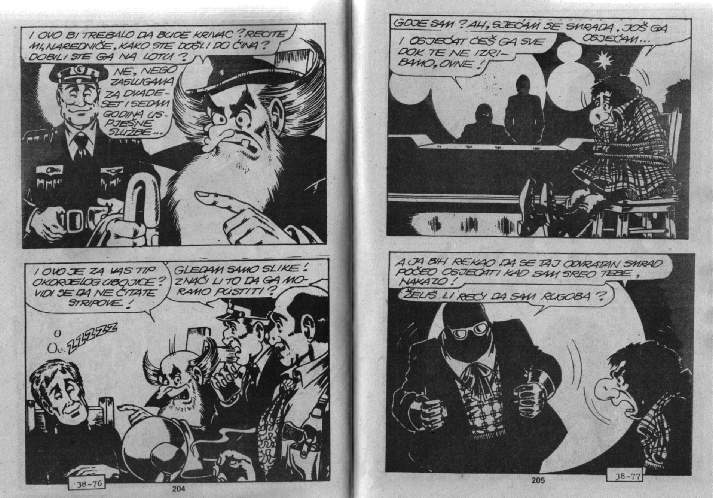 I OVO BI TREBALO DA BUDE KRIVAC? RECITE
MI, NAREDNIČE, KAKO STE DOŠLI DO ČINA?
DOBILI STE GA NA LOTO!?
NE, NEGO
ZASLUGAMA
ZA DVADE-
SET I SEDAM
GODINA US-
PJEŠNE
SLUŽBE...
I OVO JE ZA VAS TIP
OKORJELOG UBOJICE?
VIDI SE DA NE ČITATE
STRIPOVE!
GLEDAM SAMO SLIKE!
ZNAČI LI TO DA GA MO-
RAMO PUSTITI?
ZZZZZZ
38-76
204
GDJE SAM? AH, SJEĆAM SE SMRADA, JOŠ GA
OSJEĆAM...
I OSJEĆAT ĆEŠ GA SVE
DOK TE NE IZRI-
BAMO, OVNE!
A JA BIH REKAO DA SE TAJ ODVRATAN SMRAD
POČEO OSJEĆATI KAD SAM SREO TEBE,
NAKAZO!
ŽELIŠ LI REĆI DA SAM RUGOBA?
38-77
205